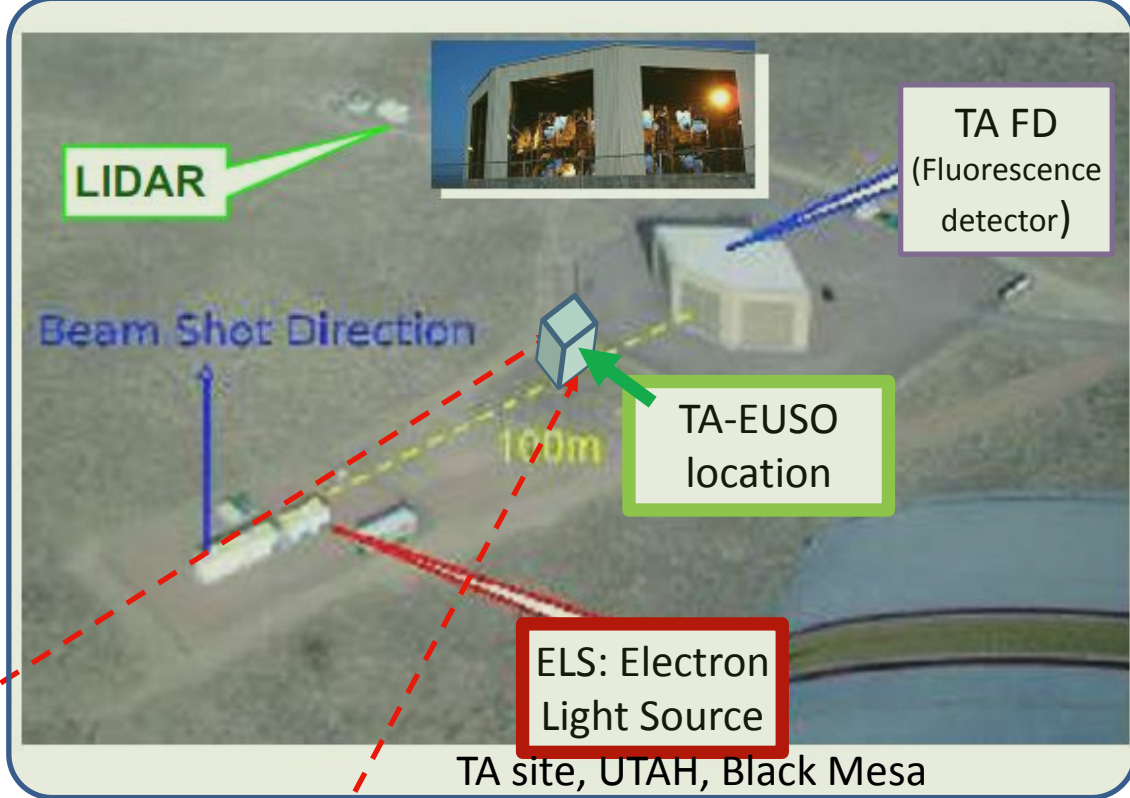 LIDAR
TA FD
(Fluorescence
detector)
Beam Shot Direction
100m
TA-EUSO
location
ELS: Electron
Light Source
TA site, UTAH, Black Mesa